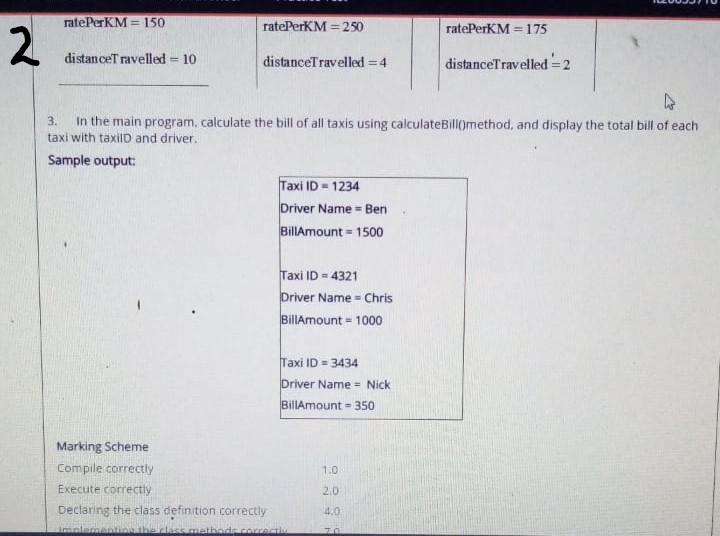 2
ratePerKM = 150
ratePerKM = 250
ratePerKM = 175
distanceTravelled = 10
distanceTravelled = 4
distanceTravelled = 2
3. In the main program, calculate the bill of all taxis using calculateBill()method, and display the total bill of each
taxi with taxiID and driver.
Sample output:
Taxi ID = 1234
Driver Name = Ben
BillAmount = 1500
Taxi ID = 4321
Driver Name = Chris
BillAmount = 1000
Taxi ID = 3434
Driver Name = Nick
BillAmount = 350
Marking Scheme
Compile correctly 1.0
Execute correctly 2.0
Declaring the class definition correctly 4.0
Implementing the class methods correctly 7.0